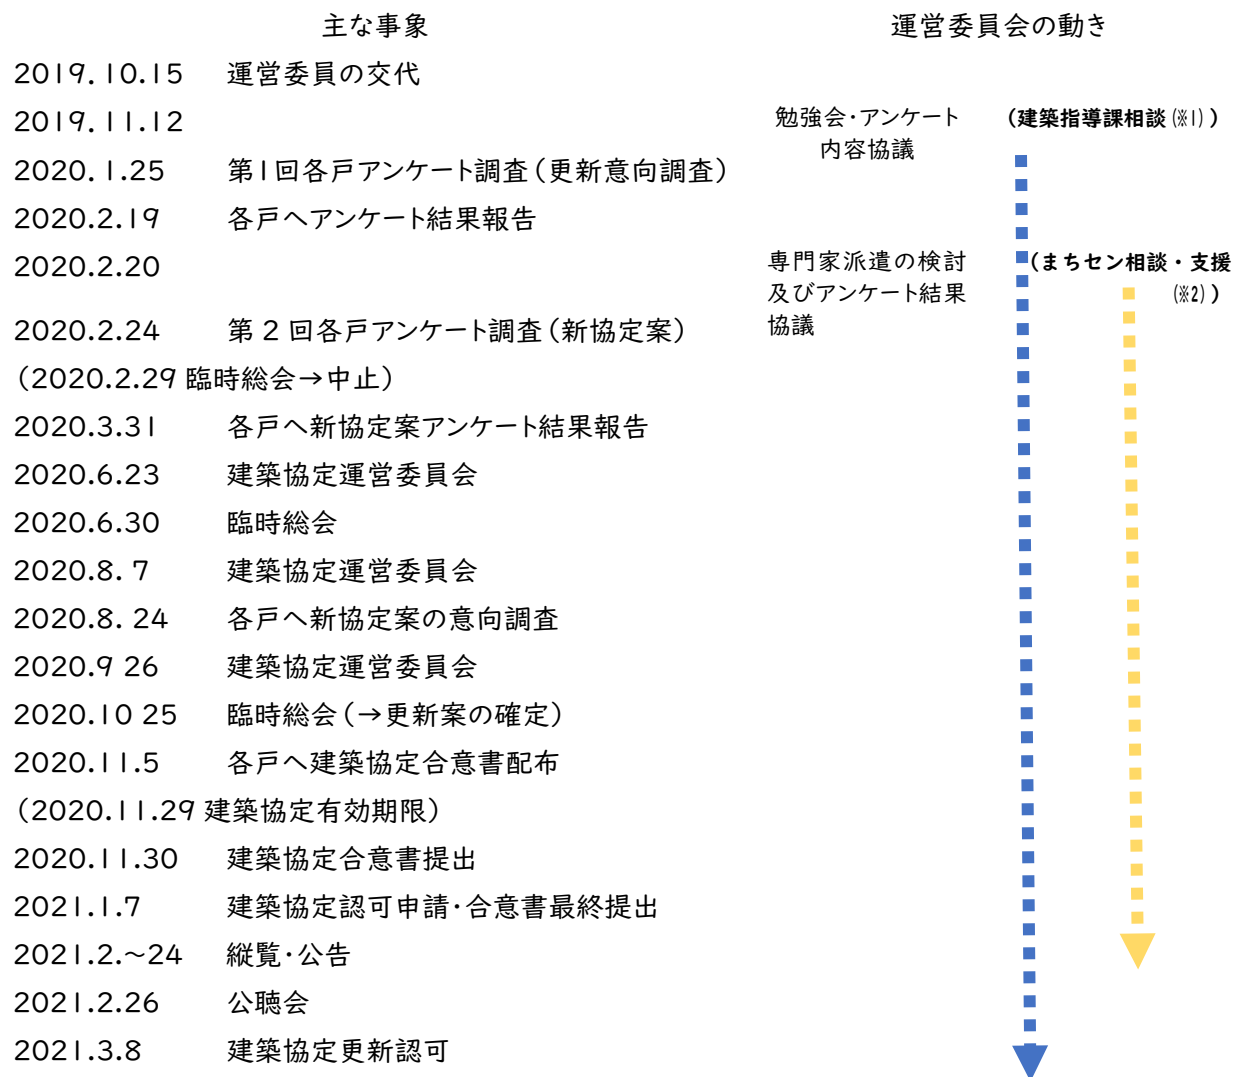 主な事象 運営委員会の動き
2019.10.15 運営委員の交代
2019.11.12 勉強会・アンケート (建築指導課相談(※1))
内容協議
2020.1.25 第1回各戸アンケート調査(更新意向調査)
2020.2.19 各戸へアンケート結果報告
2020.2.20 専門家派遣の検討 (まちセン相談・支援
及びアンケート結果 (※2))
協議
2020.2.24 第2回各戸アンケート調査(新協定案)
(2020.2.29 臨時総会→中止)
2020.3.31 各戸へ新協定案アンケート結果報告
2020.6.23 建築協定運営委員会
2020.6.30 臨時総会
2020.8.7 建築協定運営委員会
2020.8.24 各戸へ新協定案の意向調査
2020.9 26 建築協定運営委員会
2020.10 25 臨時総会(→更新案の確定)
2020.11.5 各戸へ建築協定合意書配布
(2020.11.29 建築協定有効期限)
2020.11.30 建築協定合意書提出
2021.1.7 建築協定認可申請・合意書最終提出
2021.2.~24 縦覧・公告
2021.2.26 公聴会
2021.3.8 建築協定更新認可